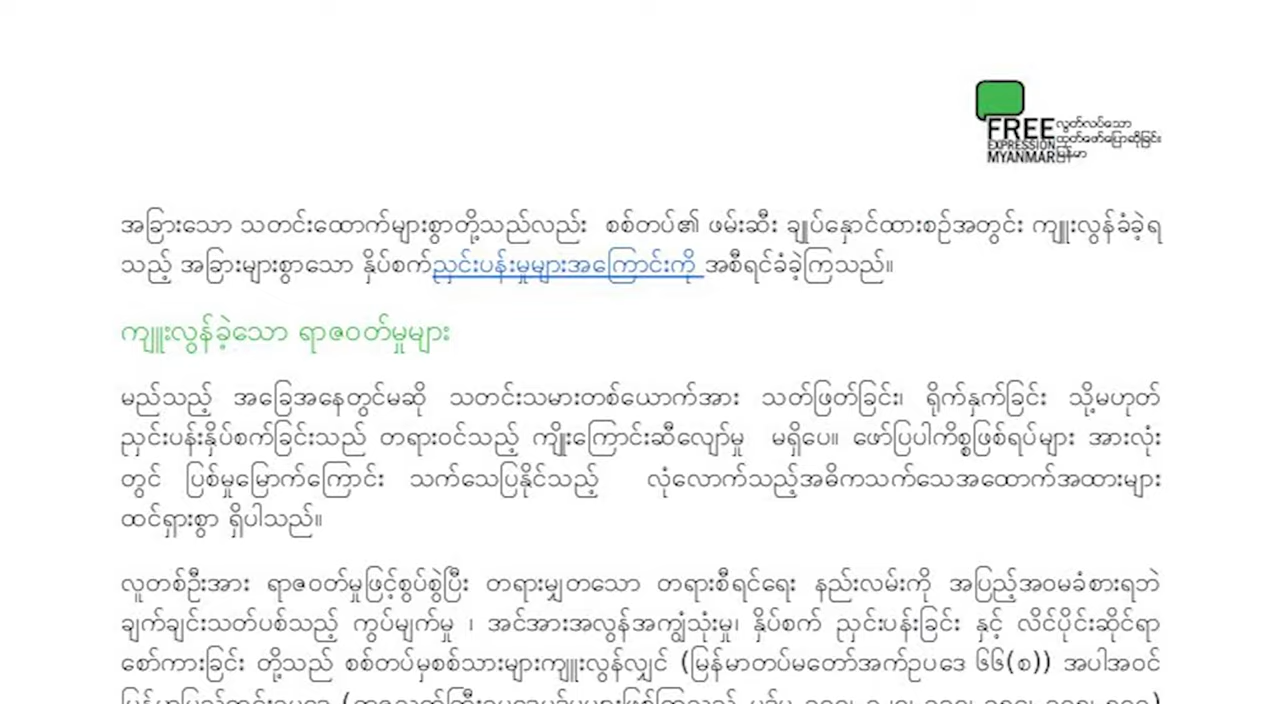 FREE လွတ်လပ်သော
EXPRESSION ထုတ်ဖော်ပြောဆိုခြင်း
MYANMAR မြန်မာ
အခြားသော သတင်းထောက်များစွာတို့သည်လည်း စစ်တပ်၏ ဖမ်းဆီး ချုပ်နှောင်ထားစဉ်အတွင်း ကျူးလွန်ခံခဲ့ရ
သည့် အခြားများစွာသော နှိပ်စက်ညှင်းပန်းမှုများအကြောင်းကို အစီရင်ခံခဲ့ကြသည်။
ကျူးလွန်ခဲ့သော ရာဇဝတ်မှုများ
မည်သည့် အခြေအနေတွင်မဆို သတင်းသမားတစ်ယောက်အား သတ်ဖြတ်ခြင်း၊ ရိုက်နှက်ခြင်း သို့မဟုတ်
ညှင်းပန်းနှိပ်စက်ခြင်းသည် တရားဝင်သည့် ကျိုးကြောင်းဆီလျော်မှု မရှိပေ။ ဖော်ပြပါကိစ္စဖြစ်ရပ်များ အားလုံး
တွင် ပြစ်မှုမြောက်ကြောင်း သက်သေပြနိုင်သည့် လုံလောက်သည့်အဓိကသက်သေအထောက်အထားများ
ထင်ရှားစွာ ရှိပါသည်။
လူတစ်ဦးအား ရာဇဝတ်မှုဖြင့်စွပ်စွဲပြီး တရားမျှတသော တရားစီရင်ရေး နည်းလမ်းကို အပြည့်အဝမခံစားရဘဲ
ချက်ချင်းသတ်ပစ်သည့် ကွပ်မျက်မှု ၊ အင်အားအလွန်အကျွံသုံးမှု၊ နှိပ်စက် ညှင်းပန်းခြင်း နှင့် လိင်ပိုင်းဆိုင်ရာ
စော်ကားခြင်း တို့သည် စစ်တပ်မှစစ်သားများကျူးလွန်လျှင် (မြန်မာတပ်မတော်အက်ဥပဒေ ၆၆(စ)) အပါအဝင်